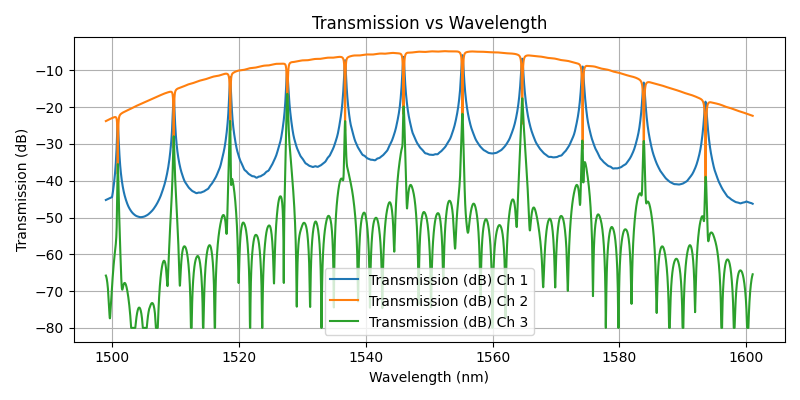 Transmission vs Wavelength
Transmission (dB)
−10
−20
−30
−40
−50
−60
−70
−80
1500
1520
1540
1560
1580
1600
Wavelength (nm)
Transmission (dB) Ch 1
Transmission (dB) Ch 2
Transmission (dB) Ch 3